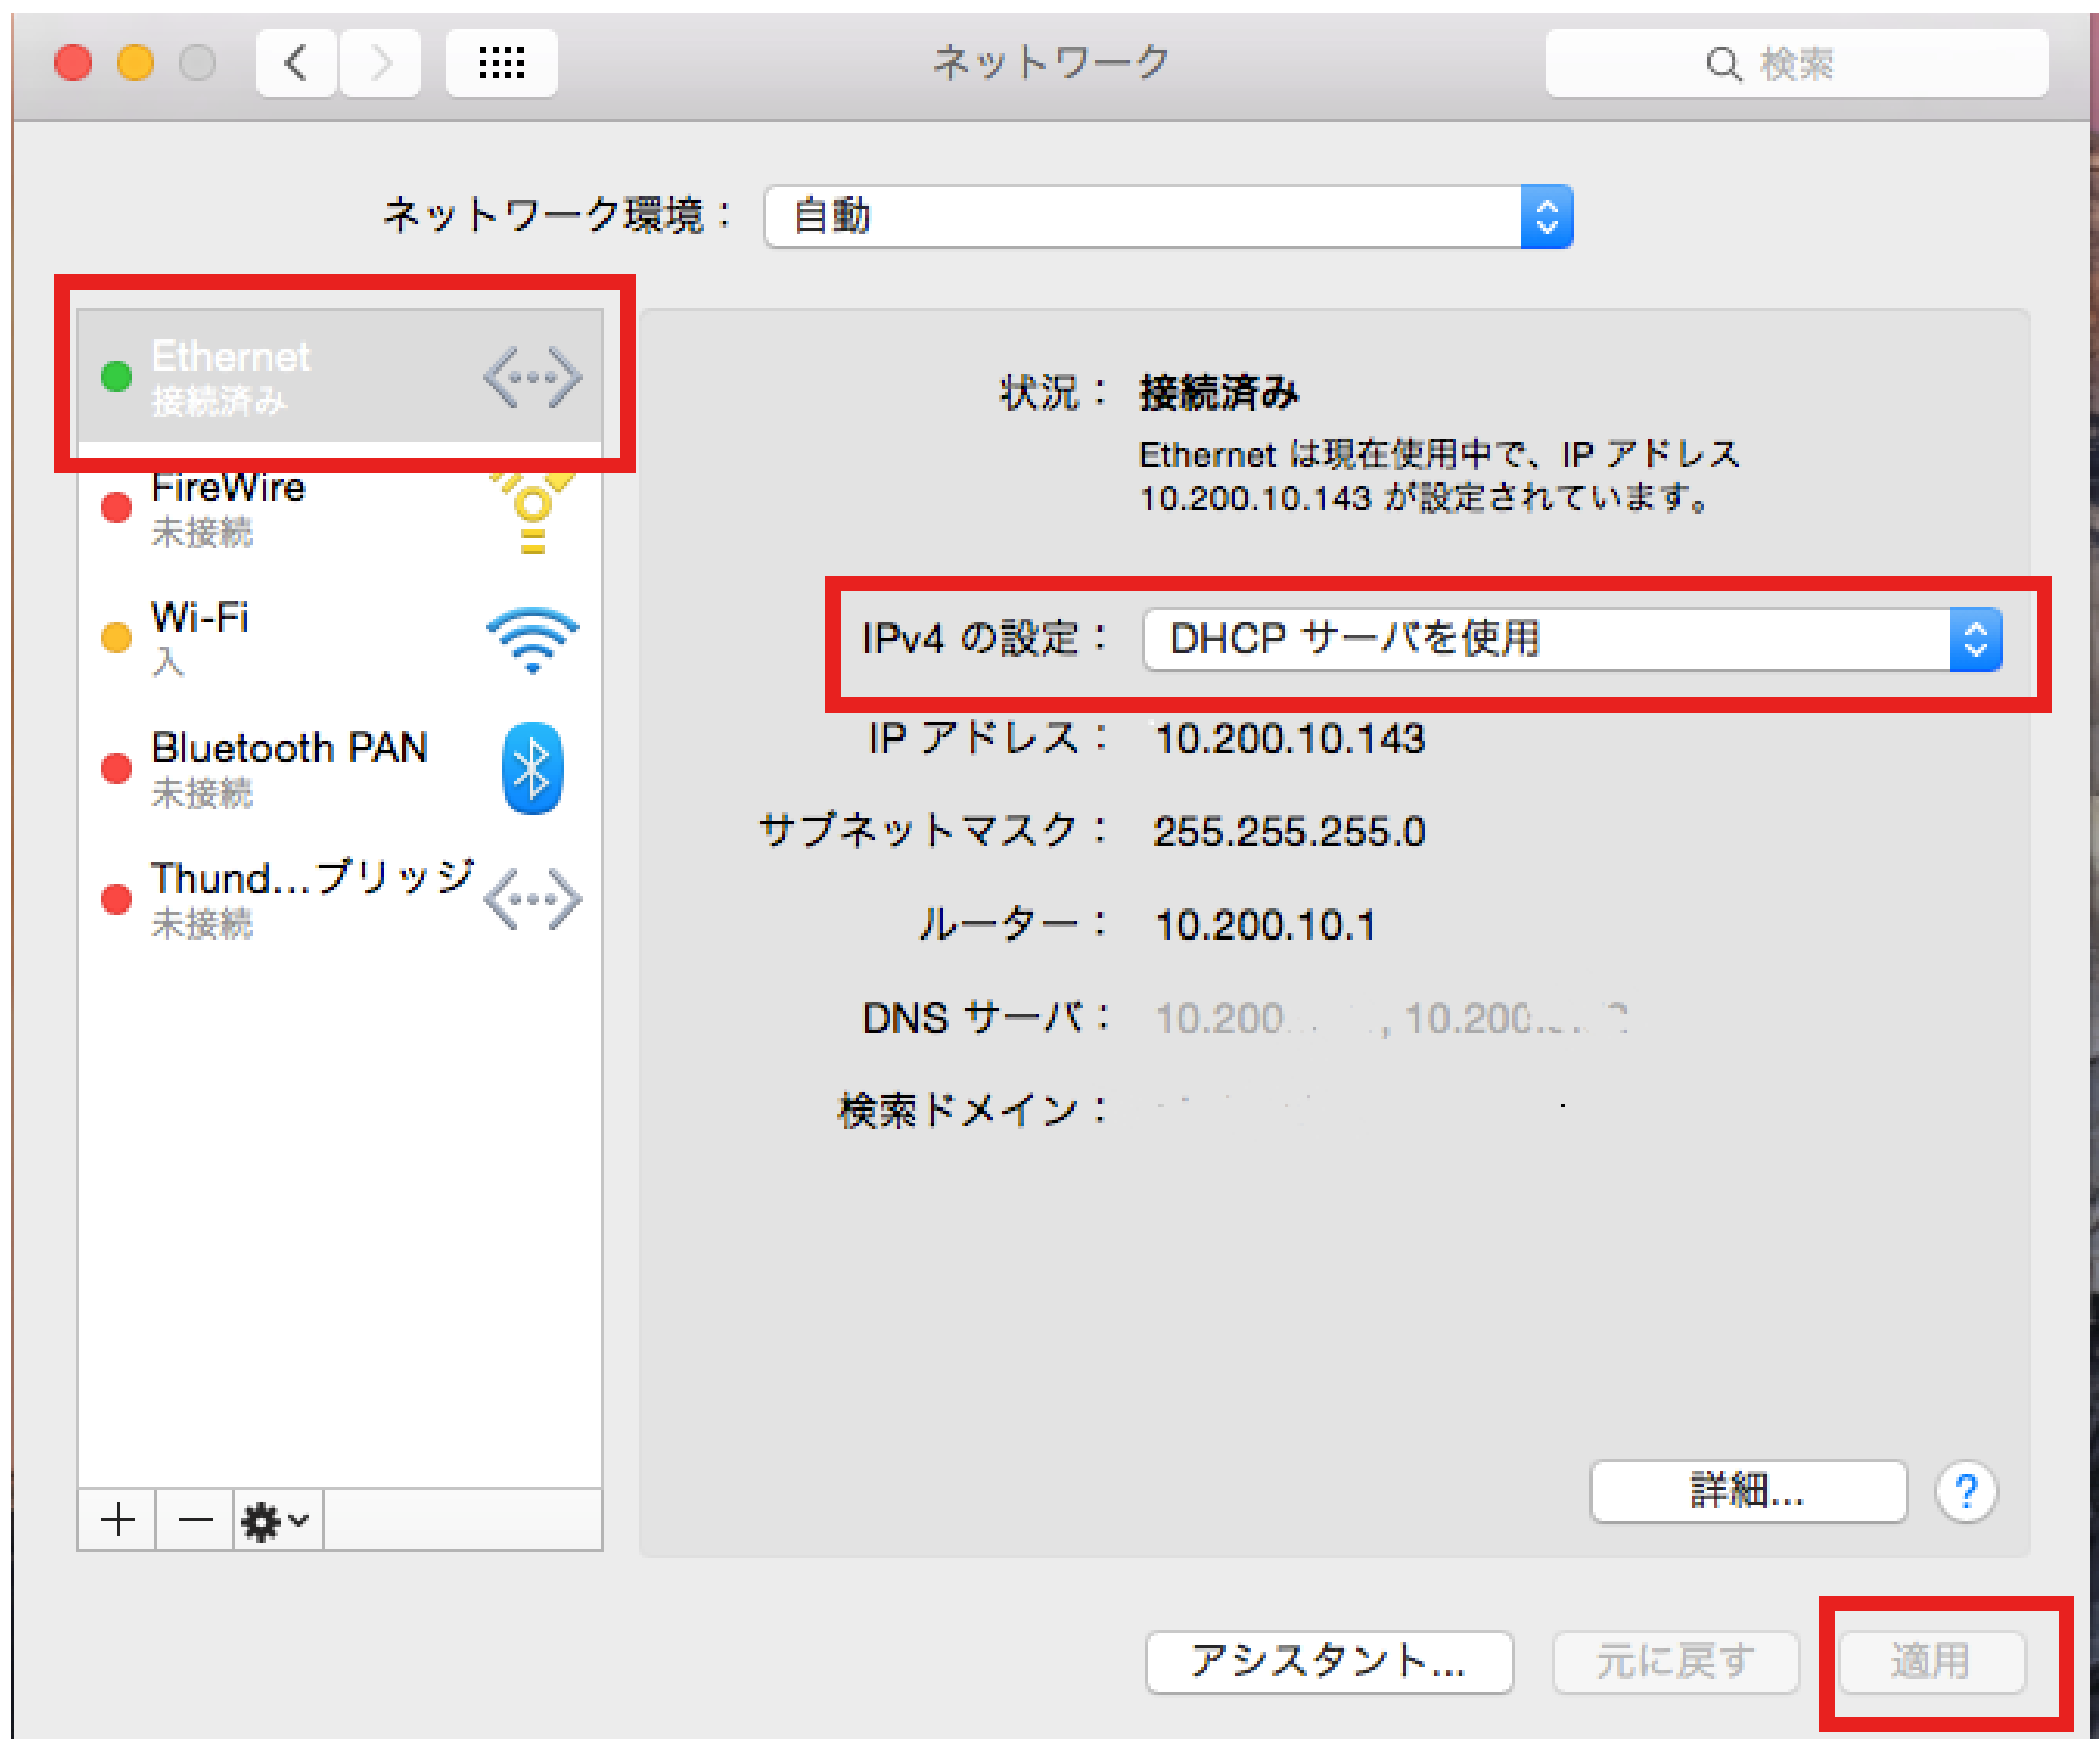 ネットワーク
検索
ネットワーク環境： 自動
Ethernet
接続済み
FireWire
未接続
Wi-Fi
入
Bluetooth PAN
未接続
Thund...ブリッジ
未接続
状況： 接続済み
Ethernet は現在使用中で、IP アドレス
10.200.10.143 が設定されています。
IPv4 の設定： DHCP サーバを使用
IP アドレス： 10.200.10.143
サブネットマスク： 255.255.255.0
ルーター： 10.200.10.1
DNS サーバ： 10.200 , 10.200.
検索ドメイン：
詳細...
?
アシスタント...
元に戻す
適用